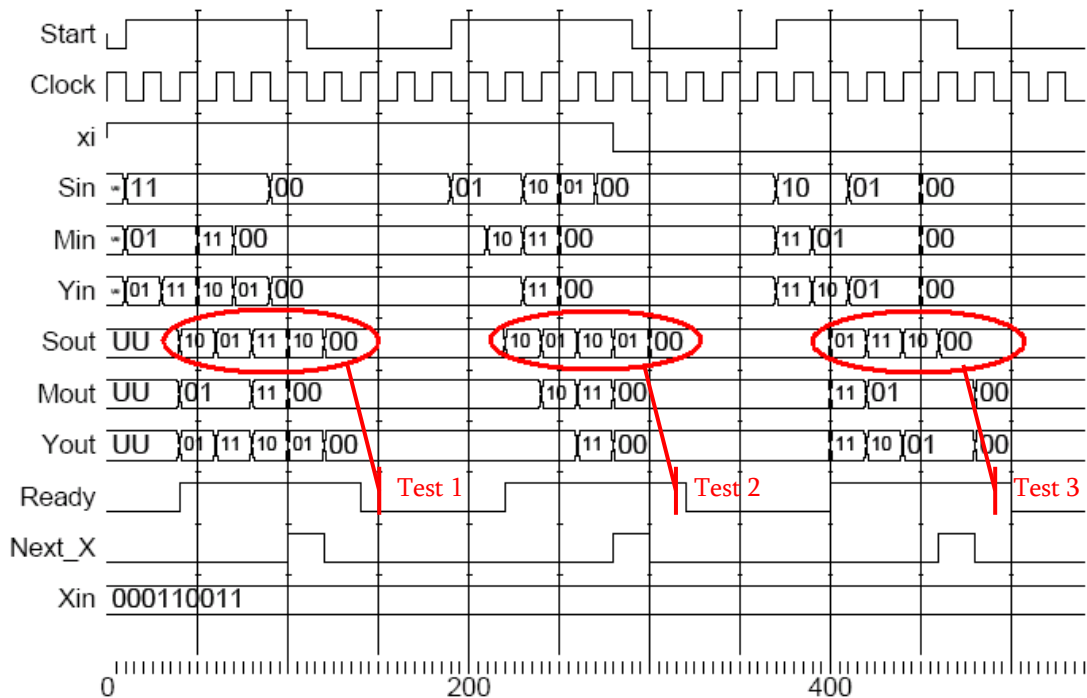 Start
Clock
xi
Sin 11 00 01 10 01 00 10 01 00
Min 01 11 00 10 11 00 11 01 00
Yin 01 11 10 01 00 11 00 11 10 01 00
Sout UU 10 01 11 10 00 10 01 10 01 00 01 11 10 00
Mout UU 01 11 00 10 11 00 11 01 00
Yout UU 01 11 10 01 00 11 00 11 10 01 00
Ready Test 1 Test 2 Test 3
Next_X
Xin 000110011
0 200 400